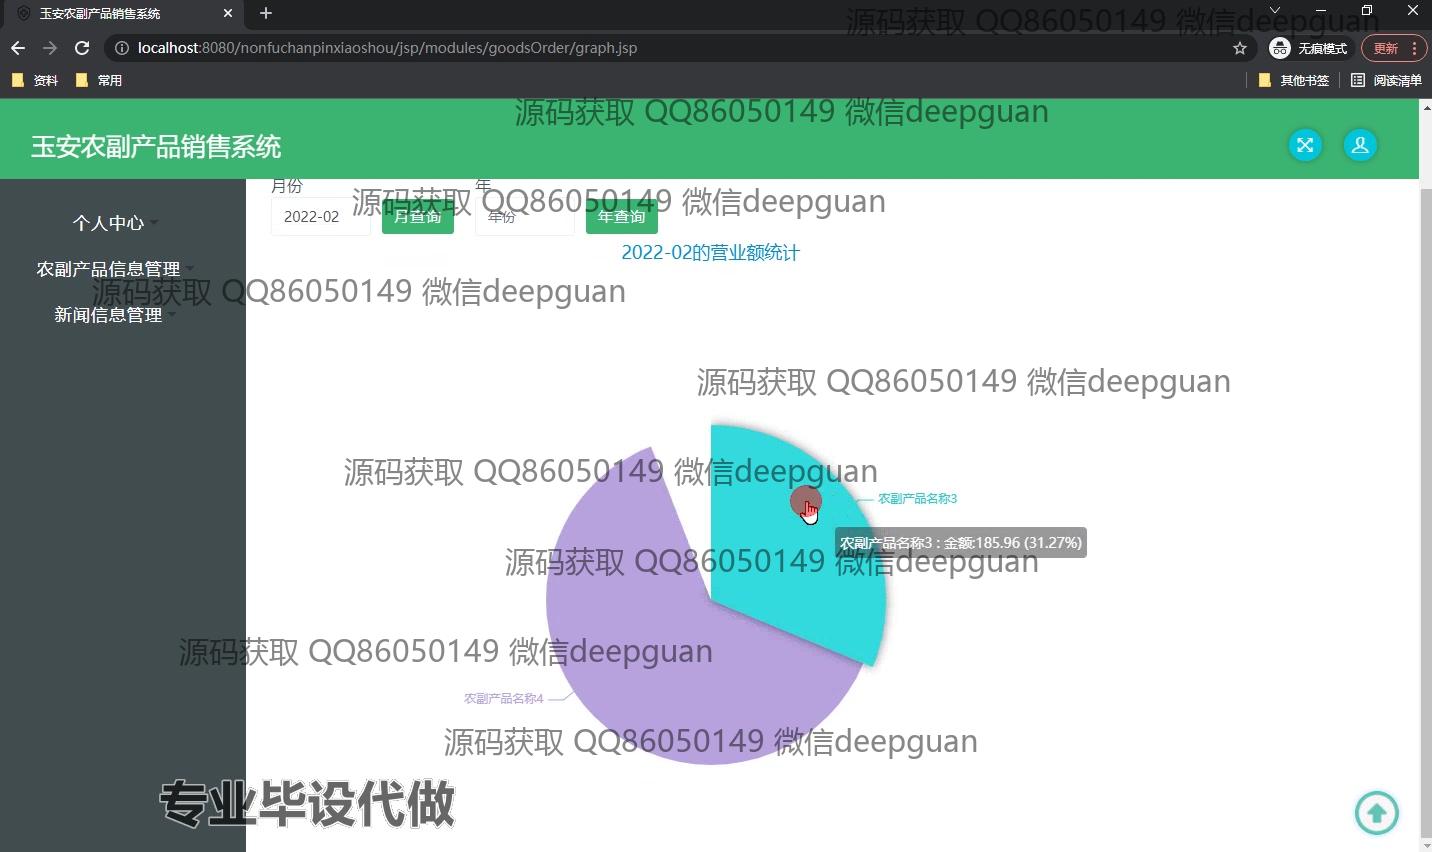 玉安农副产品销售系统
源码获取 QQ86050149 微信deepguan
localhost:8080/nonfuchanpinxiaoshou/jsp/modules/goodsOrder/graph.jsp
无痕模式
更新
资料
常用
其他书签
阅读清单
源码获取 QQ86050149 微信deepguan
玉安农副产品销售系统
月份
年
源码获取 QQ86050149 微信deepguan
2022-02
月查询
年份
年查询
个人中心
2022-02的营业额统计
农副产品信息管理
源码获取 QQ86050149 微信deepguan
新闻信息管理
源码获取 QQ86050149 微信deepguan
源码获取 QQ86050149 微信deepguan
农副产品名称3
农副产品名称3 : 金额:185.96 (31.27%)
源码获取 QQ86050149 微信deepguan
源码获取 QQ86050149 微信deepguan
农副产品名称4
源码获取 QQ86050149 微信deepguan
专业毕设代做